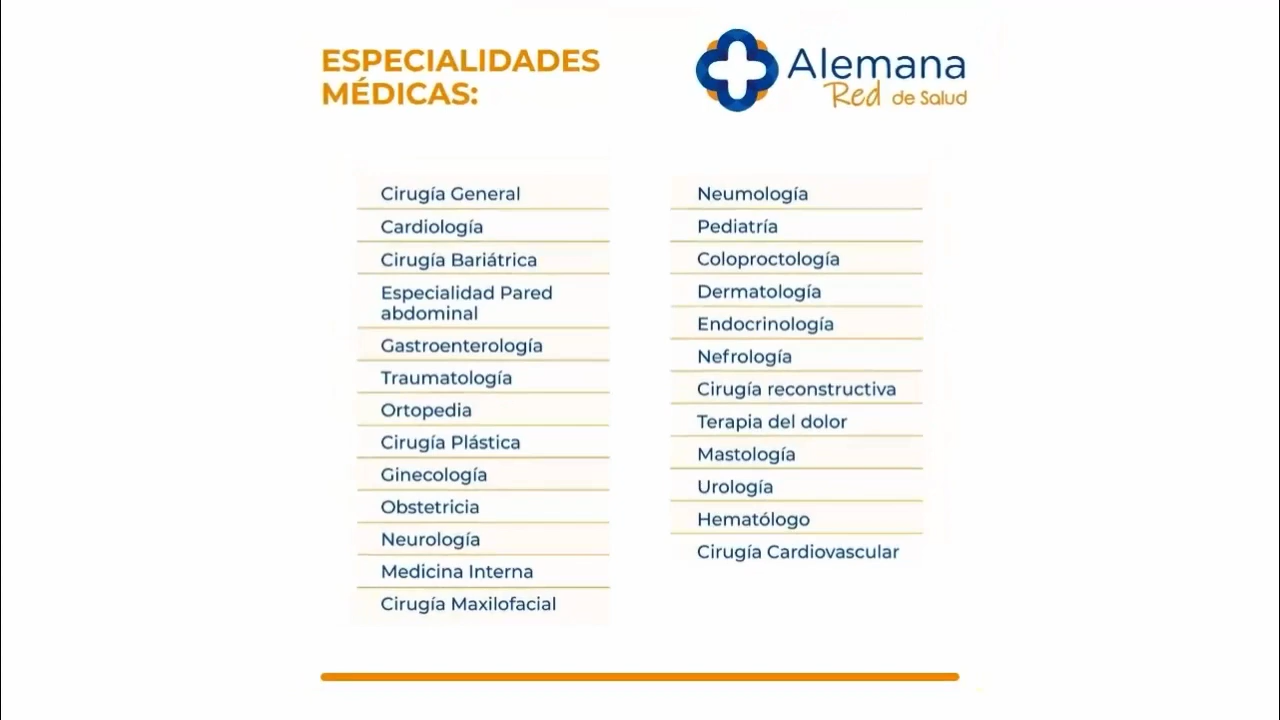 ESPECIALIDADES
MÉDICAS:
Alemana
Red de Salud
Cirugía General
Cardiología
Cirugía Bariátrica
Especialidad Pared
abdominal
Gastroenterología
Traumatología
Ortopedia
Cirugía Plástica
Ginecología
Obstetricia
Neurología
Medicina Interna
Cirugía Maxilofacial
Neumología
Pediatría
Coloproctología
Dermatología
Endocrinología
Nefrología
Cirugía reconstructiva
Terapia del dolor
Mastología
Urología
Hematólogo
Cirugía Cardiovascular